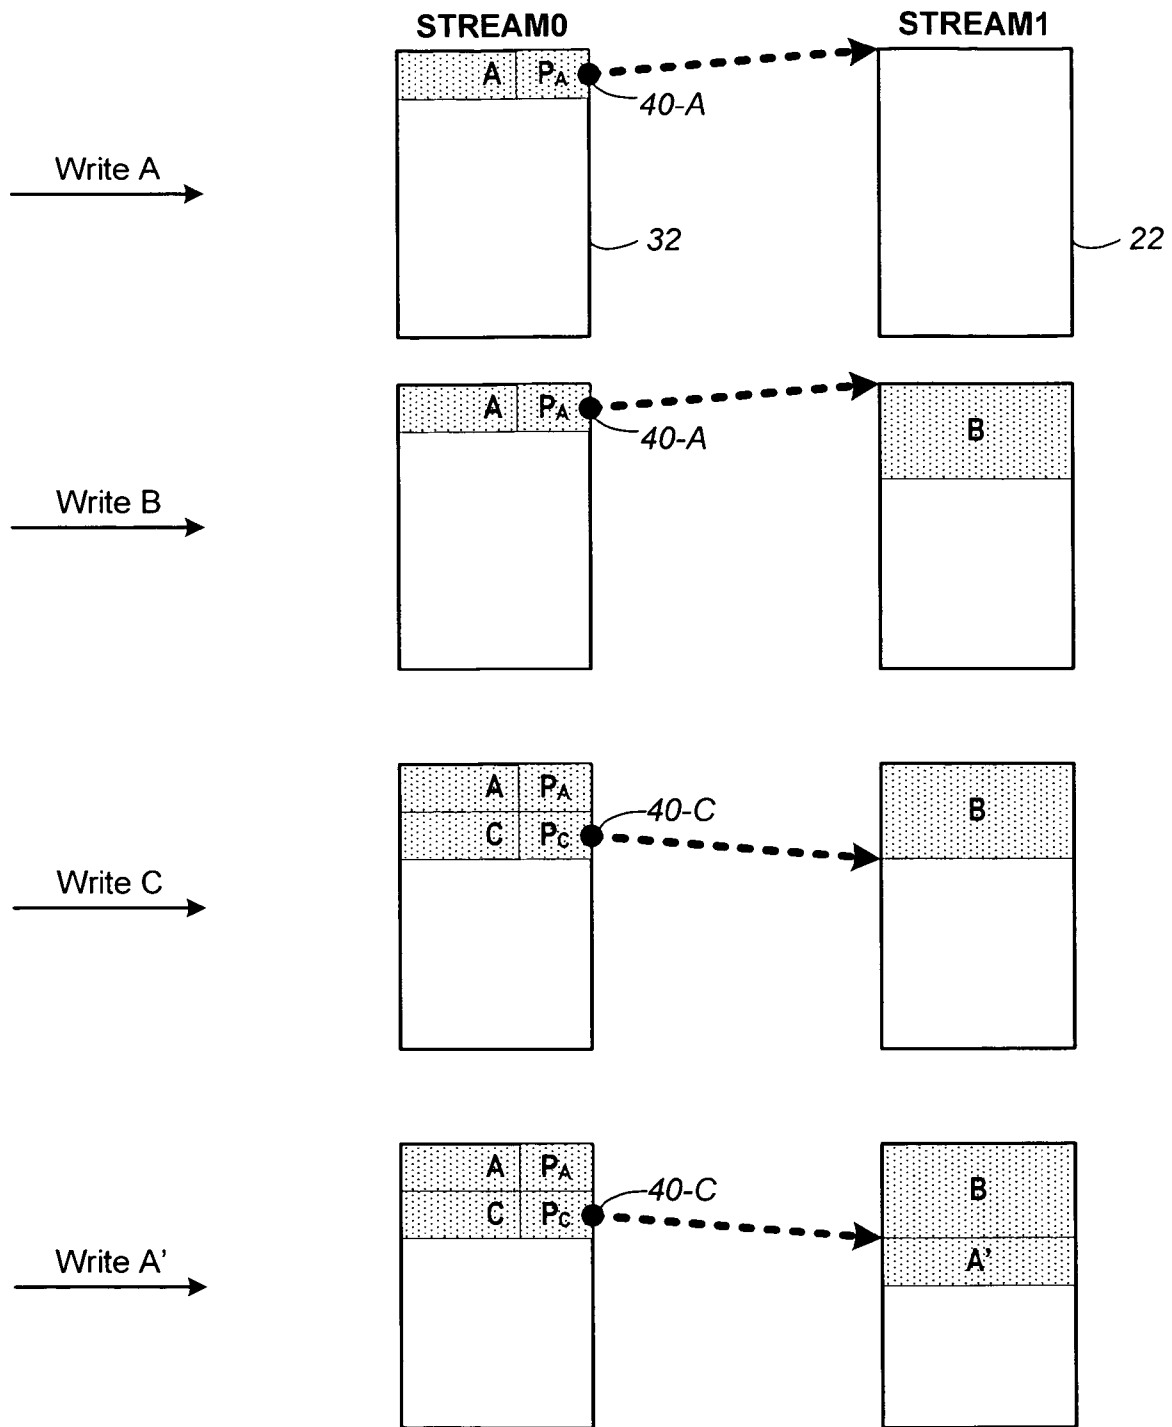 STREAM0 STREAM1
A PA
40-A
Write A
32 22
A PA
40-A
B
Write B
A PA
C PC
40-C
B
Write C
A PA
C PC
40-C
B
A'
Write A'